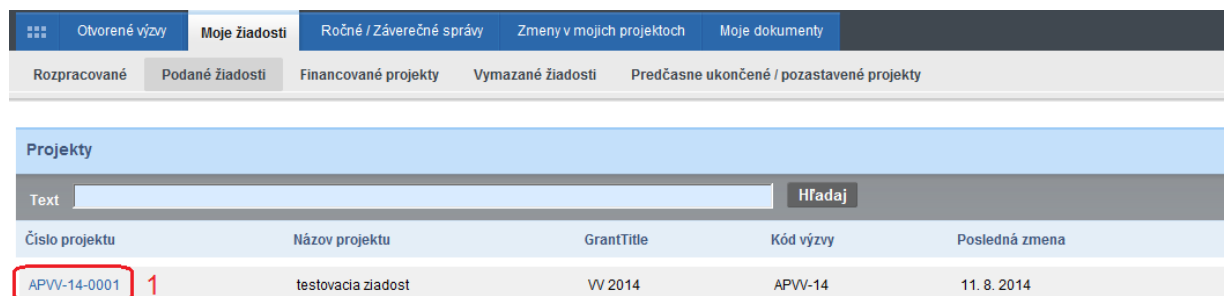 Otvorené výzvy Moje žiadosti Ročné / Záverečné správy Zmeny v mojich projektoch Moje dokumenty
Rozpracované Podané žiadosti Financované projekty Vymazané žiadosti Predčasne ukončené / pozastavené projekty
Projekty
Text Hľadaj
Číslo projektu Názov projektu GrantTitle Kód výzvy Posledná zmena
APVV-14-0001 1 testovacia ziadost VV 2014 APVV-14 11. 8. 2014